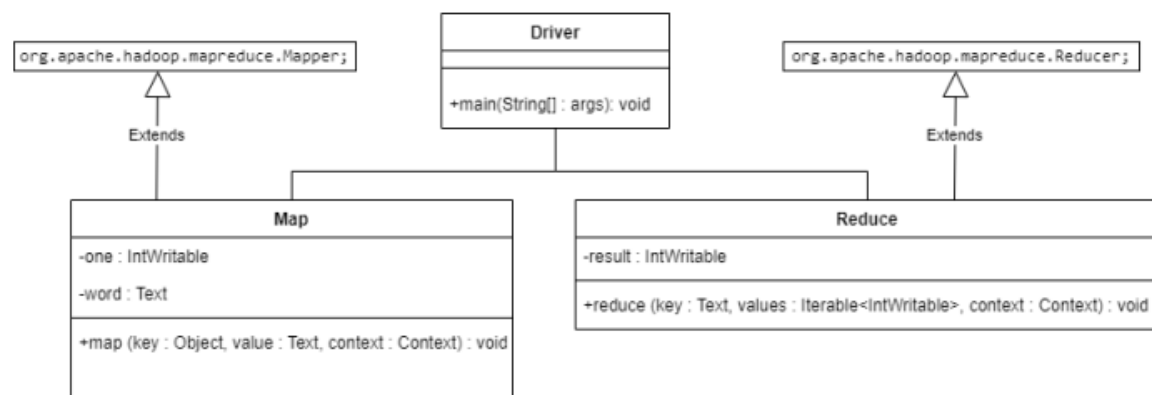 Driver
+main(String[] : args): void
org.apache.hadoop.mapreduce.Mapper;
Extends
org.apache.hadoop.mapreduce.Reducer;
Extends
Map
-one : IntWritable
-word : Text
+map (key : Object, value : Text, context : Context) : void
Reduce
-result : IntWritable
+reduce (key : Text, values : Iterable<IntWritable>, context : Context) : void